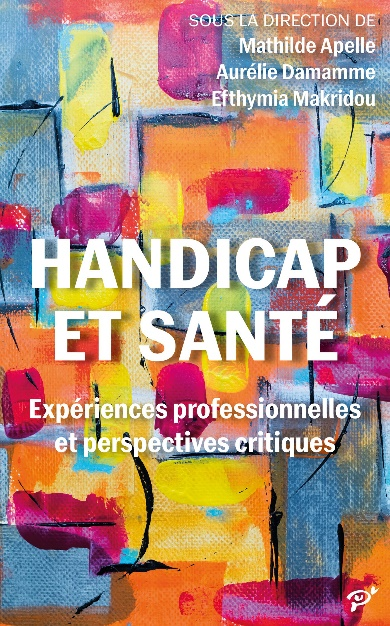 SOUS LA DIRECTION DE
Mathilde Apelle
Aurélie Damamme
Efthymia Makridou
HANDICAP
ET SANTÉ
Expériences professionnelles
et perspectives critiques